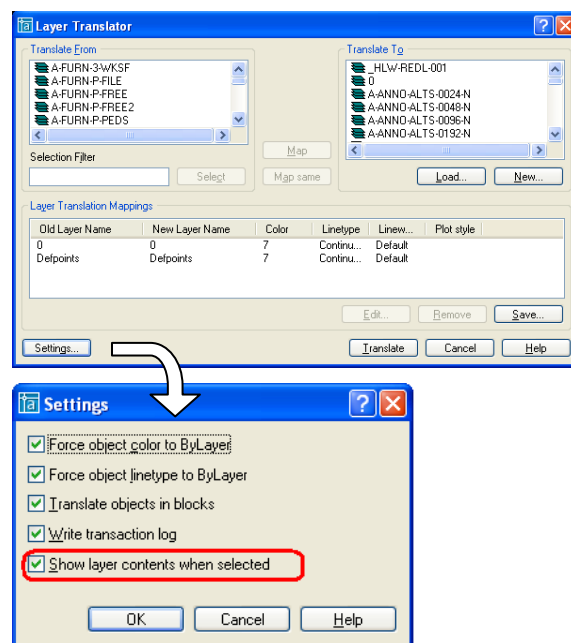 Layer Translator
Translate From
Translate To
A-FURN-3-WKSF
A-FURN-P-FILE
A-FURN-P-FREE
A-FURN-P-FREE2
A-FURN-P-PEDS
_HLW-REDL-001
0
A-ANNO-ALTS-0024-N
A-ANNO-ALTS-0048-N
A-ANNO-ALTS-0096-N
A-ANNO-ALTS-0192-N
Selection Filter
Select
Map
Map same
Load...
New...
Layer Translation Mappings
Old Layer Name New Layer Name Color Linetype Linew... Plot style
0 0 7 Continu... Default
Defpoints Defpoints 7 Continu... Default
Edit... Remove Save...
Settings... Translate Cancel Help
Settings
Force object color to ByLayer
Force object linetype to ByLayer
Translate objects in blocks
Write transaction log
Show layer contents when selected
OK Cancel Help